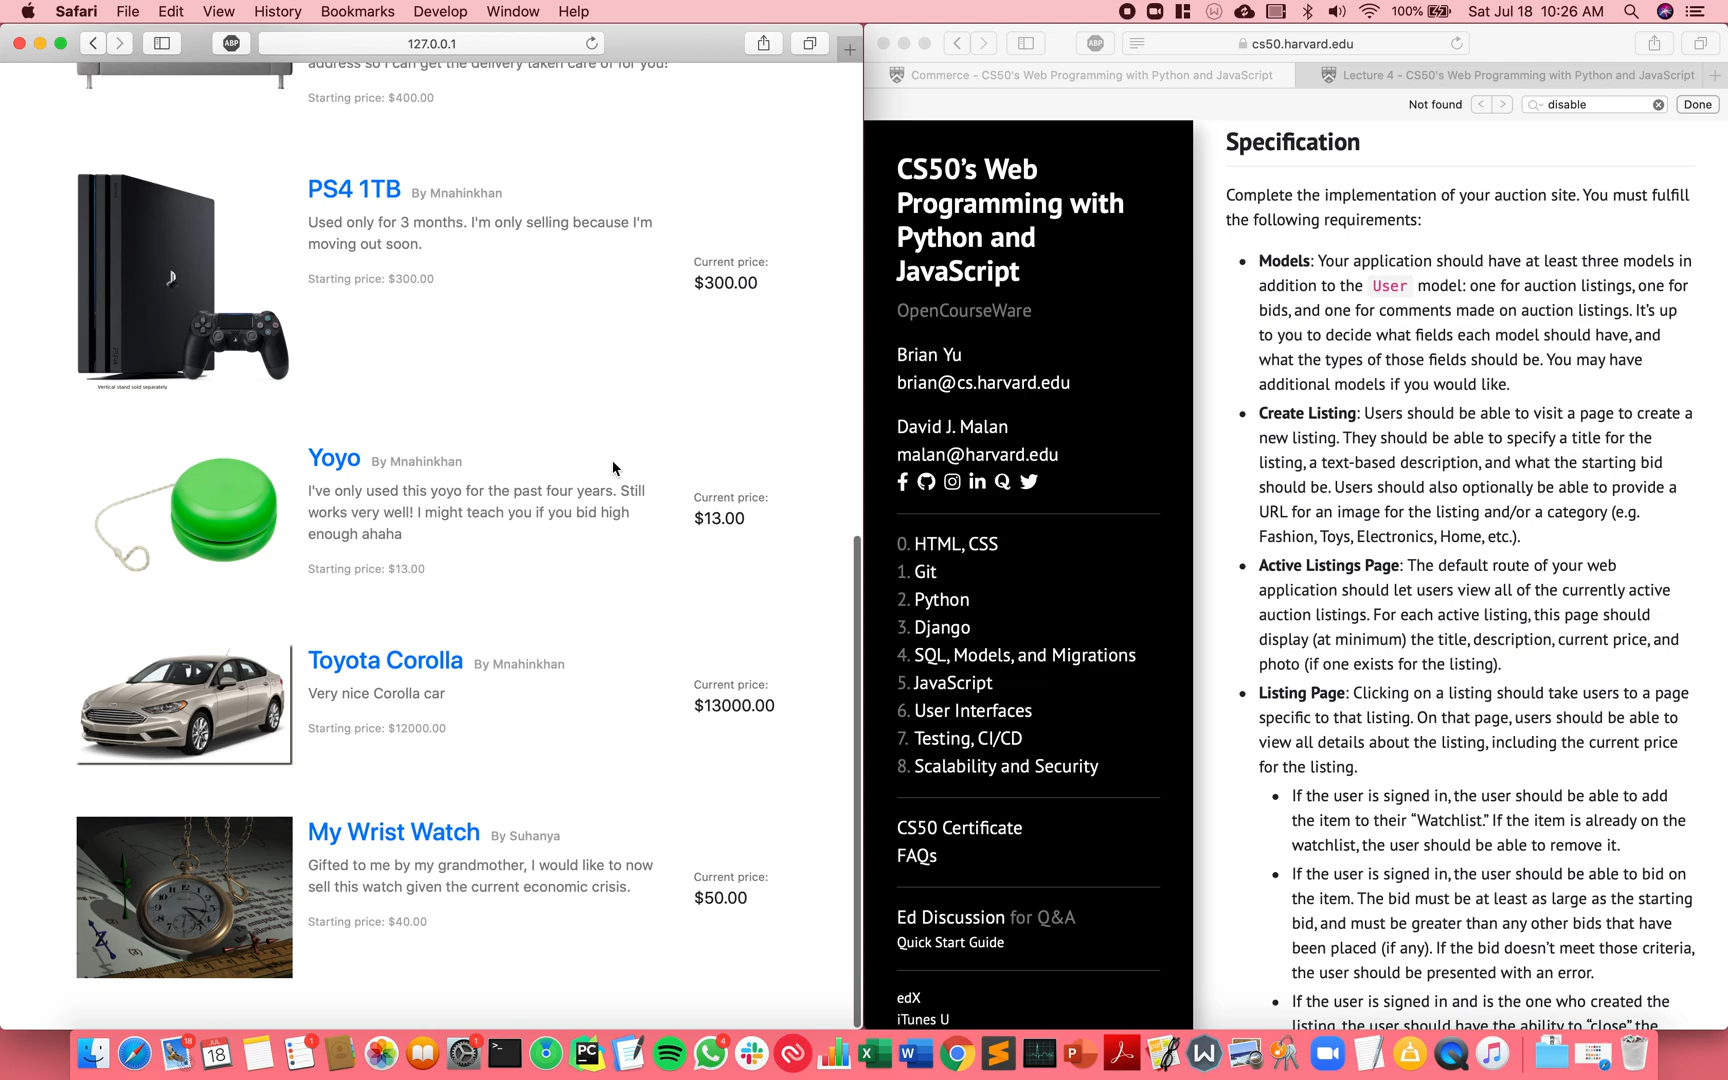 Safari File Edit View History Bookmarks Develop Window Help
100% Sat Jul 18 10:26 AM
127.0.0.1
ABP
address so I can get the delivery taken care of for you!
Starting price: $400.00
PS4 1TB By Mnahinkhan
Used only for 3 months. I'm only selling because I'm
moving out soon.
Starting price: $300.00
Current price:
$300.00
Vertical stand sold separately
Yoyo By Mnahinkhan
I've only used this yoyo for the past four years. Still
works very well! I might teach you if you bid high
enough ahaha
Starting price: $13.00
Current price:
$13.00
Toyota Corolla By Mnahinkhan
Very nice Corolla car
Starting price: $12000.00
Current price:
$13000.00
My Wrist Watch By Suhanya
Gifted to me by my grandmother, I would like to now
sell this watch given the current economic crisis.
Starting price: $40.00
Current price:
$50.00
ABP
cs50.harvard.edu
Commerce - CS50's Web Programming with Python and JavaScript
Lecture 4 - CS50's Web Programming with Python and JavaScript
Not found
disable
Done
CS50's Web
Programming with
Python and
JavaScript
OpenCourseWare
Brian Yu
brian@cs.harvard.edu
David J. Malan
malan@harvard.edu
0. HTML, CSS
1. Git
2. Python
3. Django
4. SQL, Models, and Migrations
5. JavaScript
6. User Interfaces
7. Testing, CI/CD
8. Scalability and Security
CS50 Certificate
FAQs
Ed Discussion for Q&A
Quick Start Guide
edX
iTunes U
Specification
Complete the implementation of your auction site. You must fulfill
the following requirements:
• Models: Your application should have at least three models in
addition to the User model: one for auction listings, one for
bids, and one for comments made on auction listings. It's up
to you to decide what fields each model should have, and
what the types of those fields should be. You may have
additional models if you would like.
• Create Listing: Users should be able to visit a page to create a
new listing. They should be able to specify a title for the
listing, a text-based description, and what the starting bid
should be. Users should also optionally be able to provide a
URL for an image for the listing and/or a category (e.g.
Fashion, Toys, Electronics, Home, etc.).
• Active Listings Page: The default route of your web
application should let users view all of the currently active
auction listings. For each active listing, this page should
display (at minimum) the title, description, current price, and
photo (if one exists for the listing).
• Listing Page: Clicking on a listing should take users to a page
specific to that listing. On that page, users should be able to
view all details about the listing, including the current price
for the listing.
• If the user is signed in, the user should be able to add
the item to their “Watchlist.” If the item is already on the
watchlist, the user should be able to remove it.
• If the user is signed in, the user should be able to bid on
the item. The bid must be at least as large as the starting
bid, and must be greater than any other bids that have
been placed (if any). If the bid doesn't meet those criteria,
the user should be presented with an error.
• If the user is signed in and is the one who created the
listing, the user should have the ability to “close” the